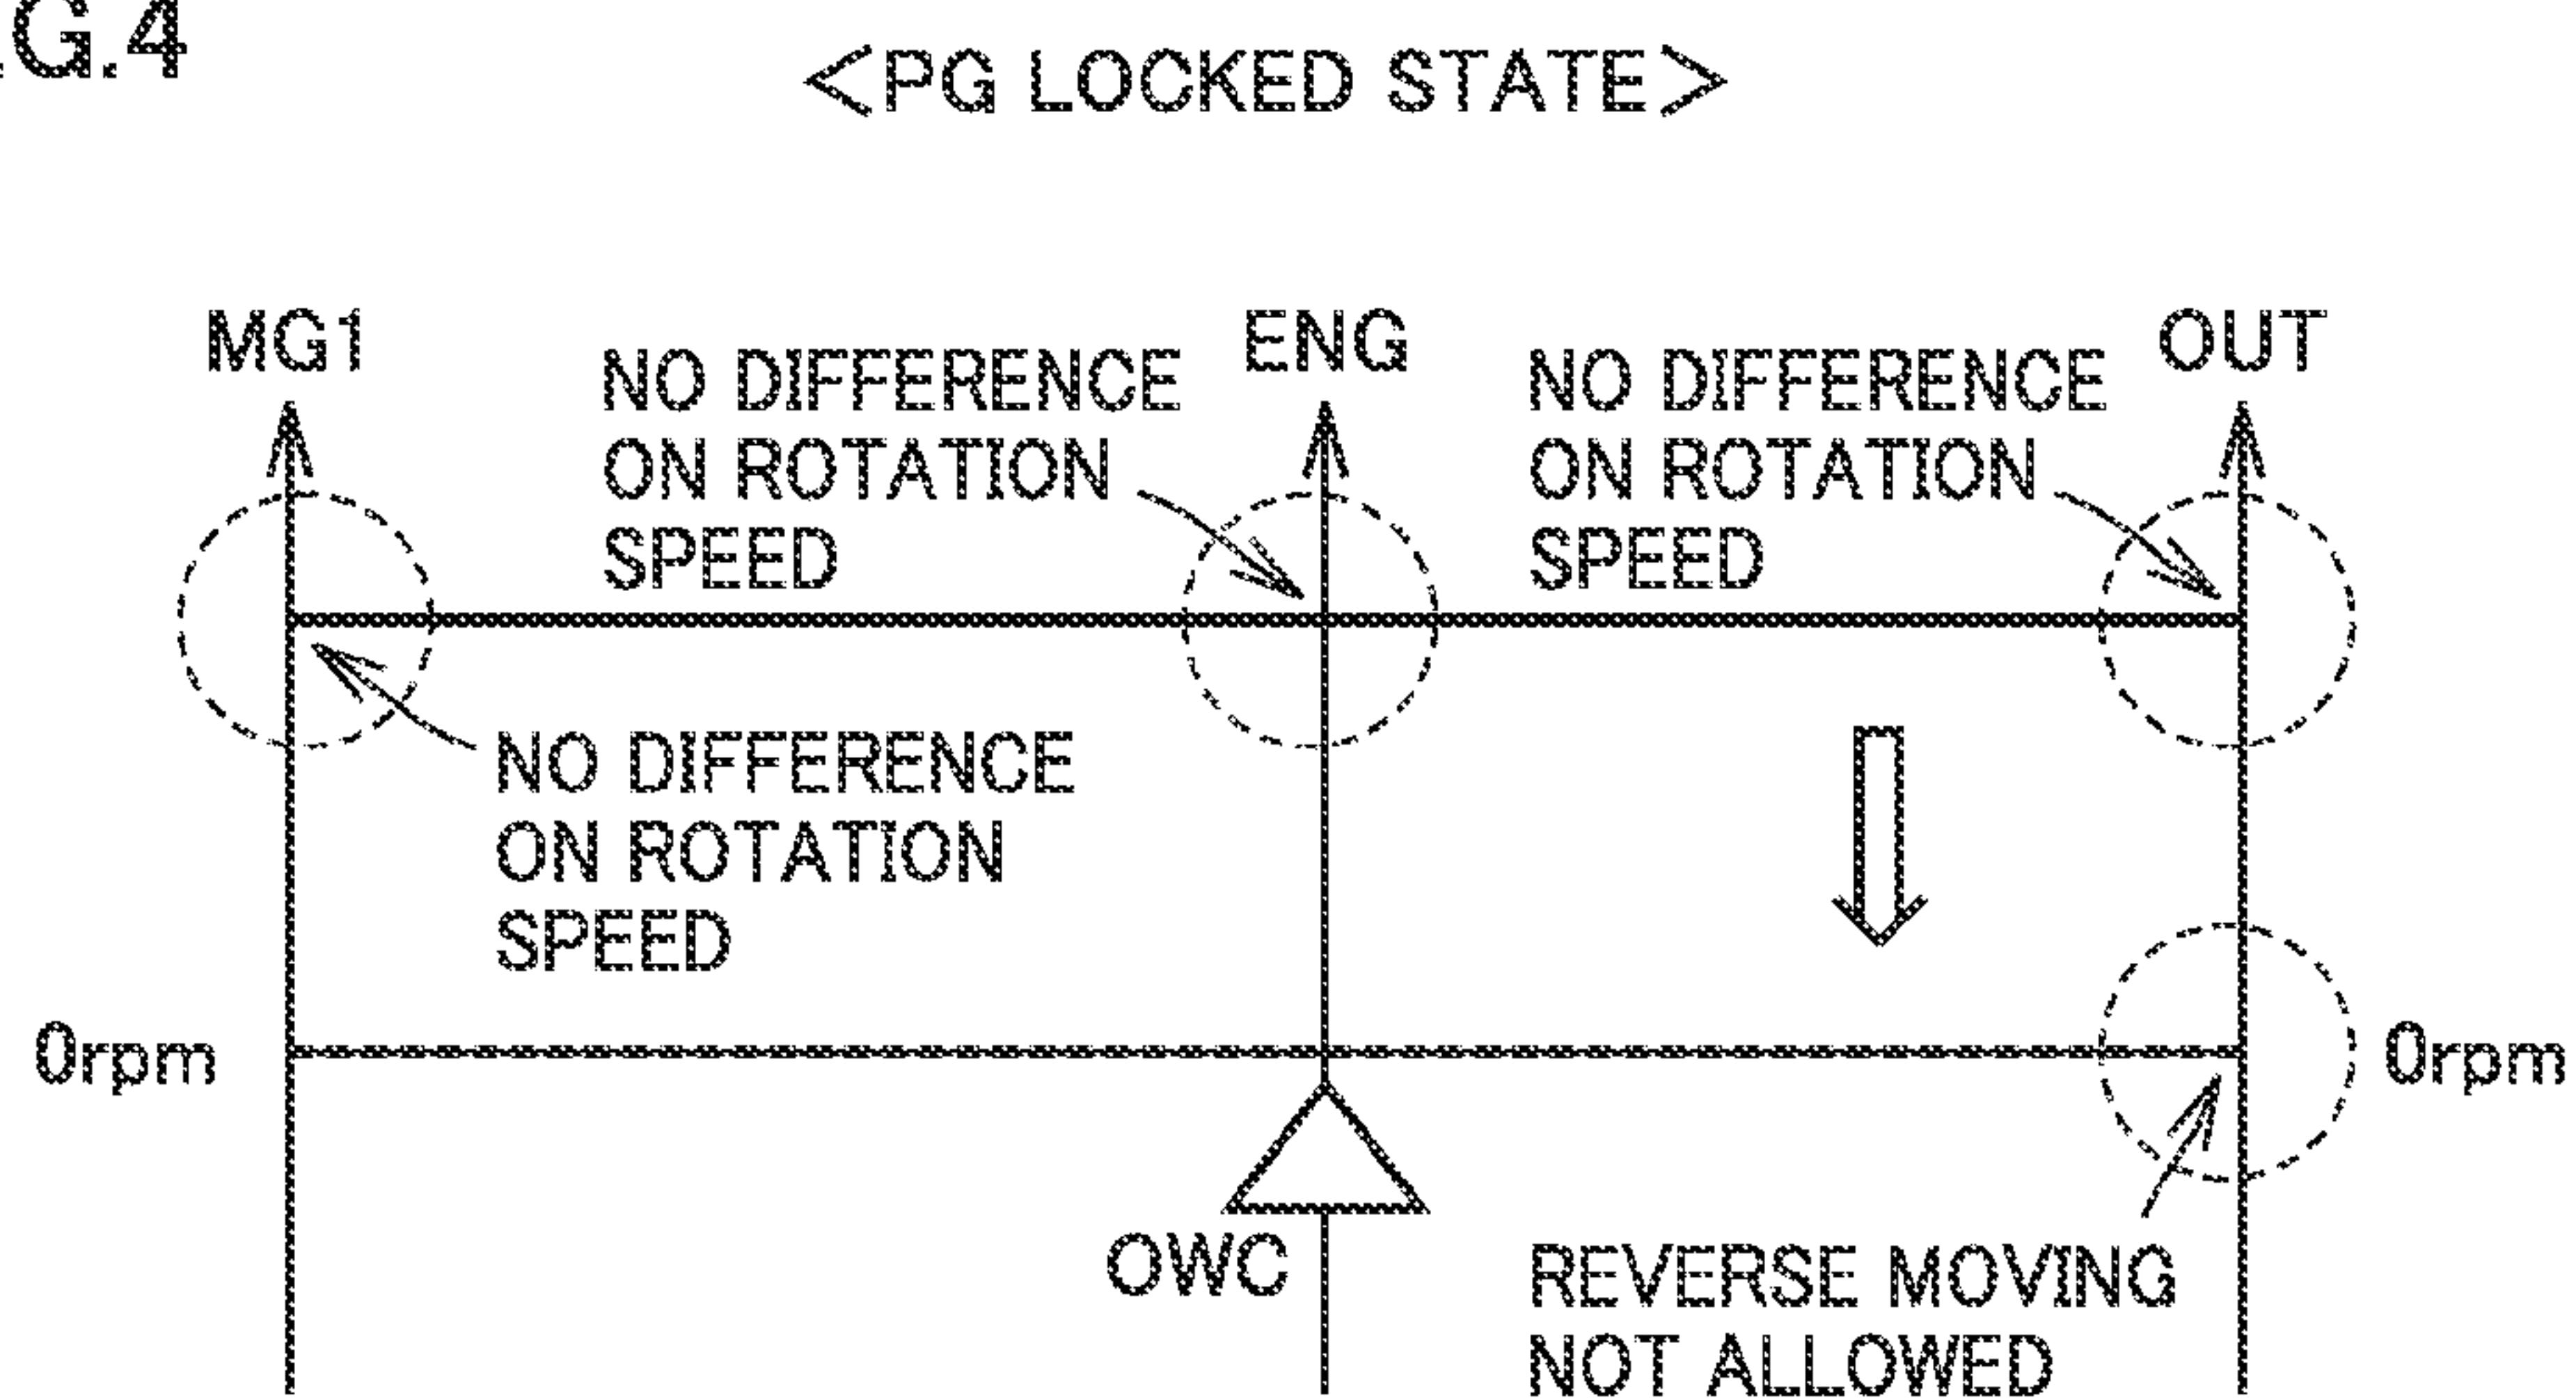 .G.4
<PG LOCKED STATE>
MG1
ENG
OUT
NO DIFFERENCE
ON ROTATION
SPEED
NO DIFFERENCE
ON ROTATION
SPEED
NO DIFFERENCE
ON ROTATION
SPEED
0rpm
0rpm
OWC
REVERSE MOVING
NOT ALLOWED